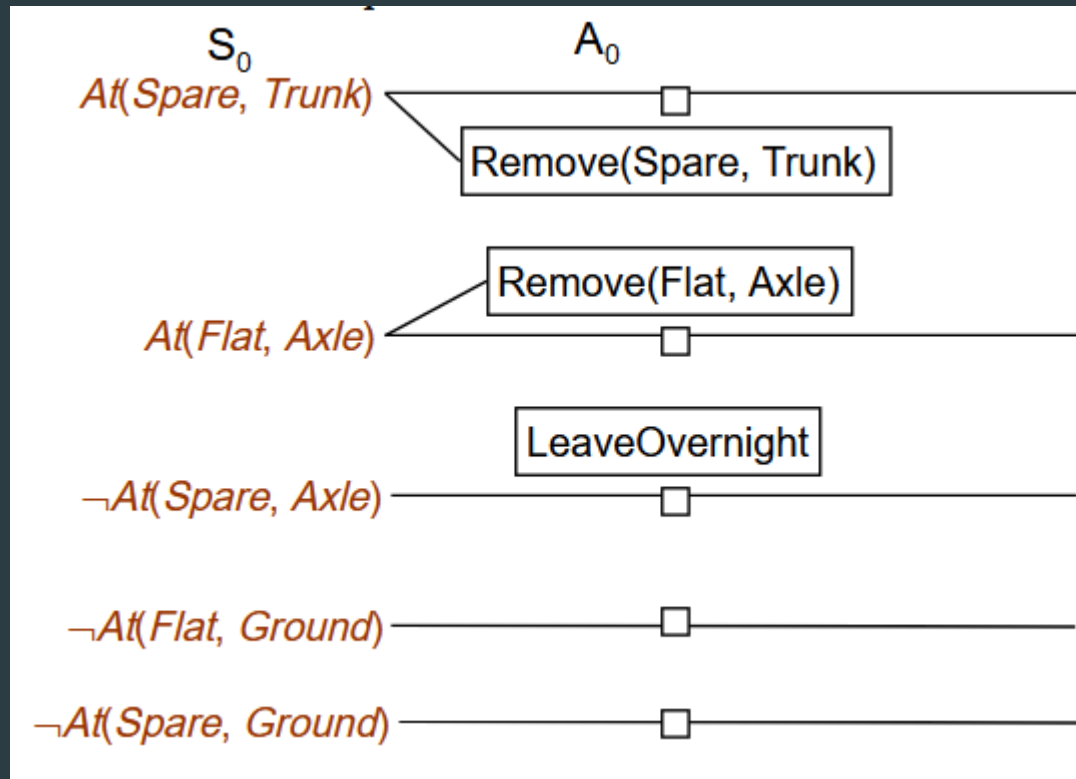 S₀ A₀
At(Spare, Trunk)
Remove(Spare, Trunk)
Remove(Flat, Axle)
At(Flat, Axle)
LeaveOvernight
¬At(Spare, Axle)
¬At(Flat, Ground)
¬At(Spare, Ground)